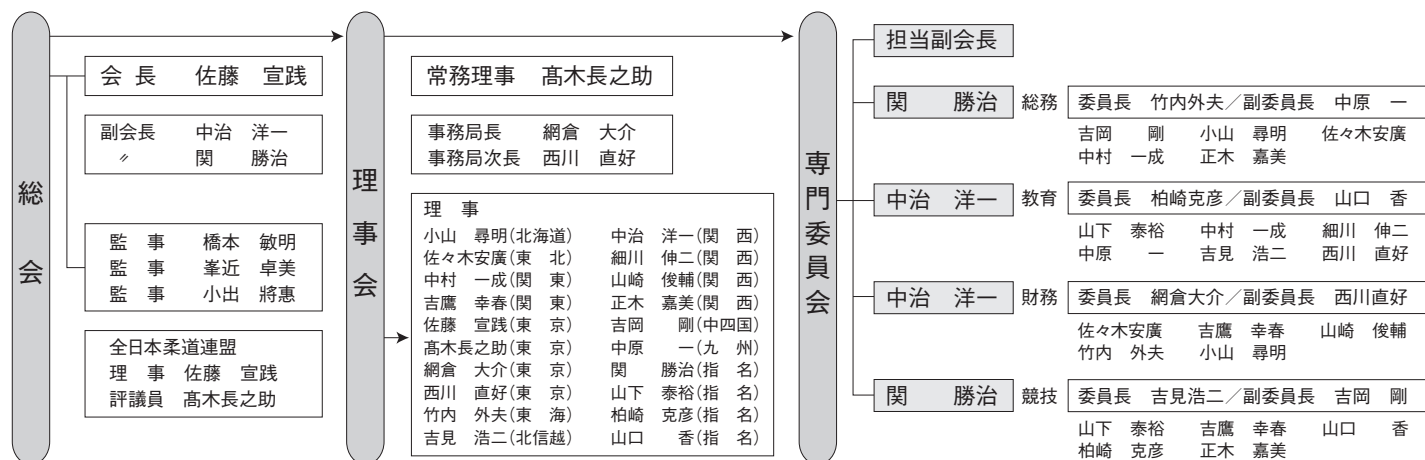 総会
会 長　佐藤　宣践
副会長　中治　洋一
〃　関　勝治
監　事　橋本　敏明
監　事　峯近　卓美
監　事　小出　將惠
全日本柔道連盟
理　事　佐藤　宣践
評議員　髙木長之助
理事会
常務理事　髙木長之助
事務局長　網倉　大介
事務局次長　西川　直好
理　事
小山　尋明(北海道)　中治　洋一(関　西)
佐々木安廣(東　北)　細川　伸二(関　西)
中村　一成(関　東)　山崎　俊輔(関　西)
吉鷹　幸春(関　東)　正木　嘉美(関　西)
佐藤　宣践(東　京)　吉岡　剛(中四国)
髙木長之助(東　京)　中原　一(九　州)
網倉　大介(東　京)　関　勝治(指　名)
西川　直好(東　京)　山下　泰裕(指　名)
竹内　外夫(東　海)　柏崎　克彦(指　名)
吉見　浩二(北信越)　山口　香(指　名)
専門委員会
担当副会長
関　勝治　総務　委員長　竹内外夫／副委員長　中原　一
吉岡　剛　小山　尋明　佐々木安廣
中村　一成　正木　嘉美
中治　洋一　教育　委員長　柏崎克彦／副委員長　山口　香
山下　泰裕　中村　一成　細川　伸二
中原　一　吉見　浩二　西川　直好
中治　洋一　財務　委員長　網倉大介／副委員長　西川直好
佐々木安廣　吉鷹　幸春　山崎　俊輔
竹内　外夫　小山　尋明
関　勝治　競技　委員長　吉見浩二／副委員長　吉岡　剛
山下　泰裕　吉鷹　幸春　山口　香
柏崎　克彦　正木　嘉美